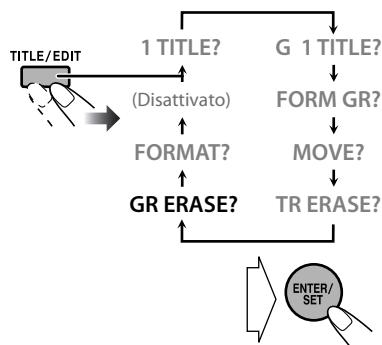 TITLE/EDIT
1 TITLE?
G 1 TITLE?
(Disattivato)
FORM GR?
FORMAT?
MOVE?
GR ERASE?
TR ERASE?
ENTER/
SET